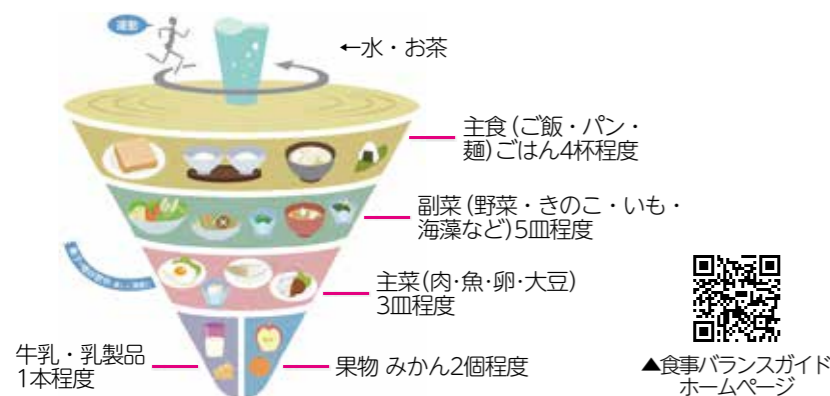 運動
←水・お茶
主食(ご飯・パン・
麺)ごはん4杯程度
副菜(野菜・きのこ・いも・
海藻など)5皿程度
主菜(肉・魚・卵・大豆)
3皿程度
牛乳・乳製品
1本程度
果物 みかん2個程度
▲食事バランスガイド
ホームページ